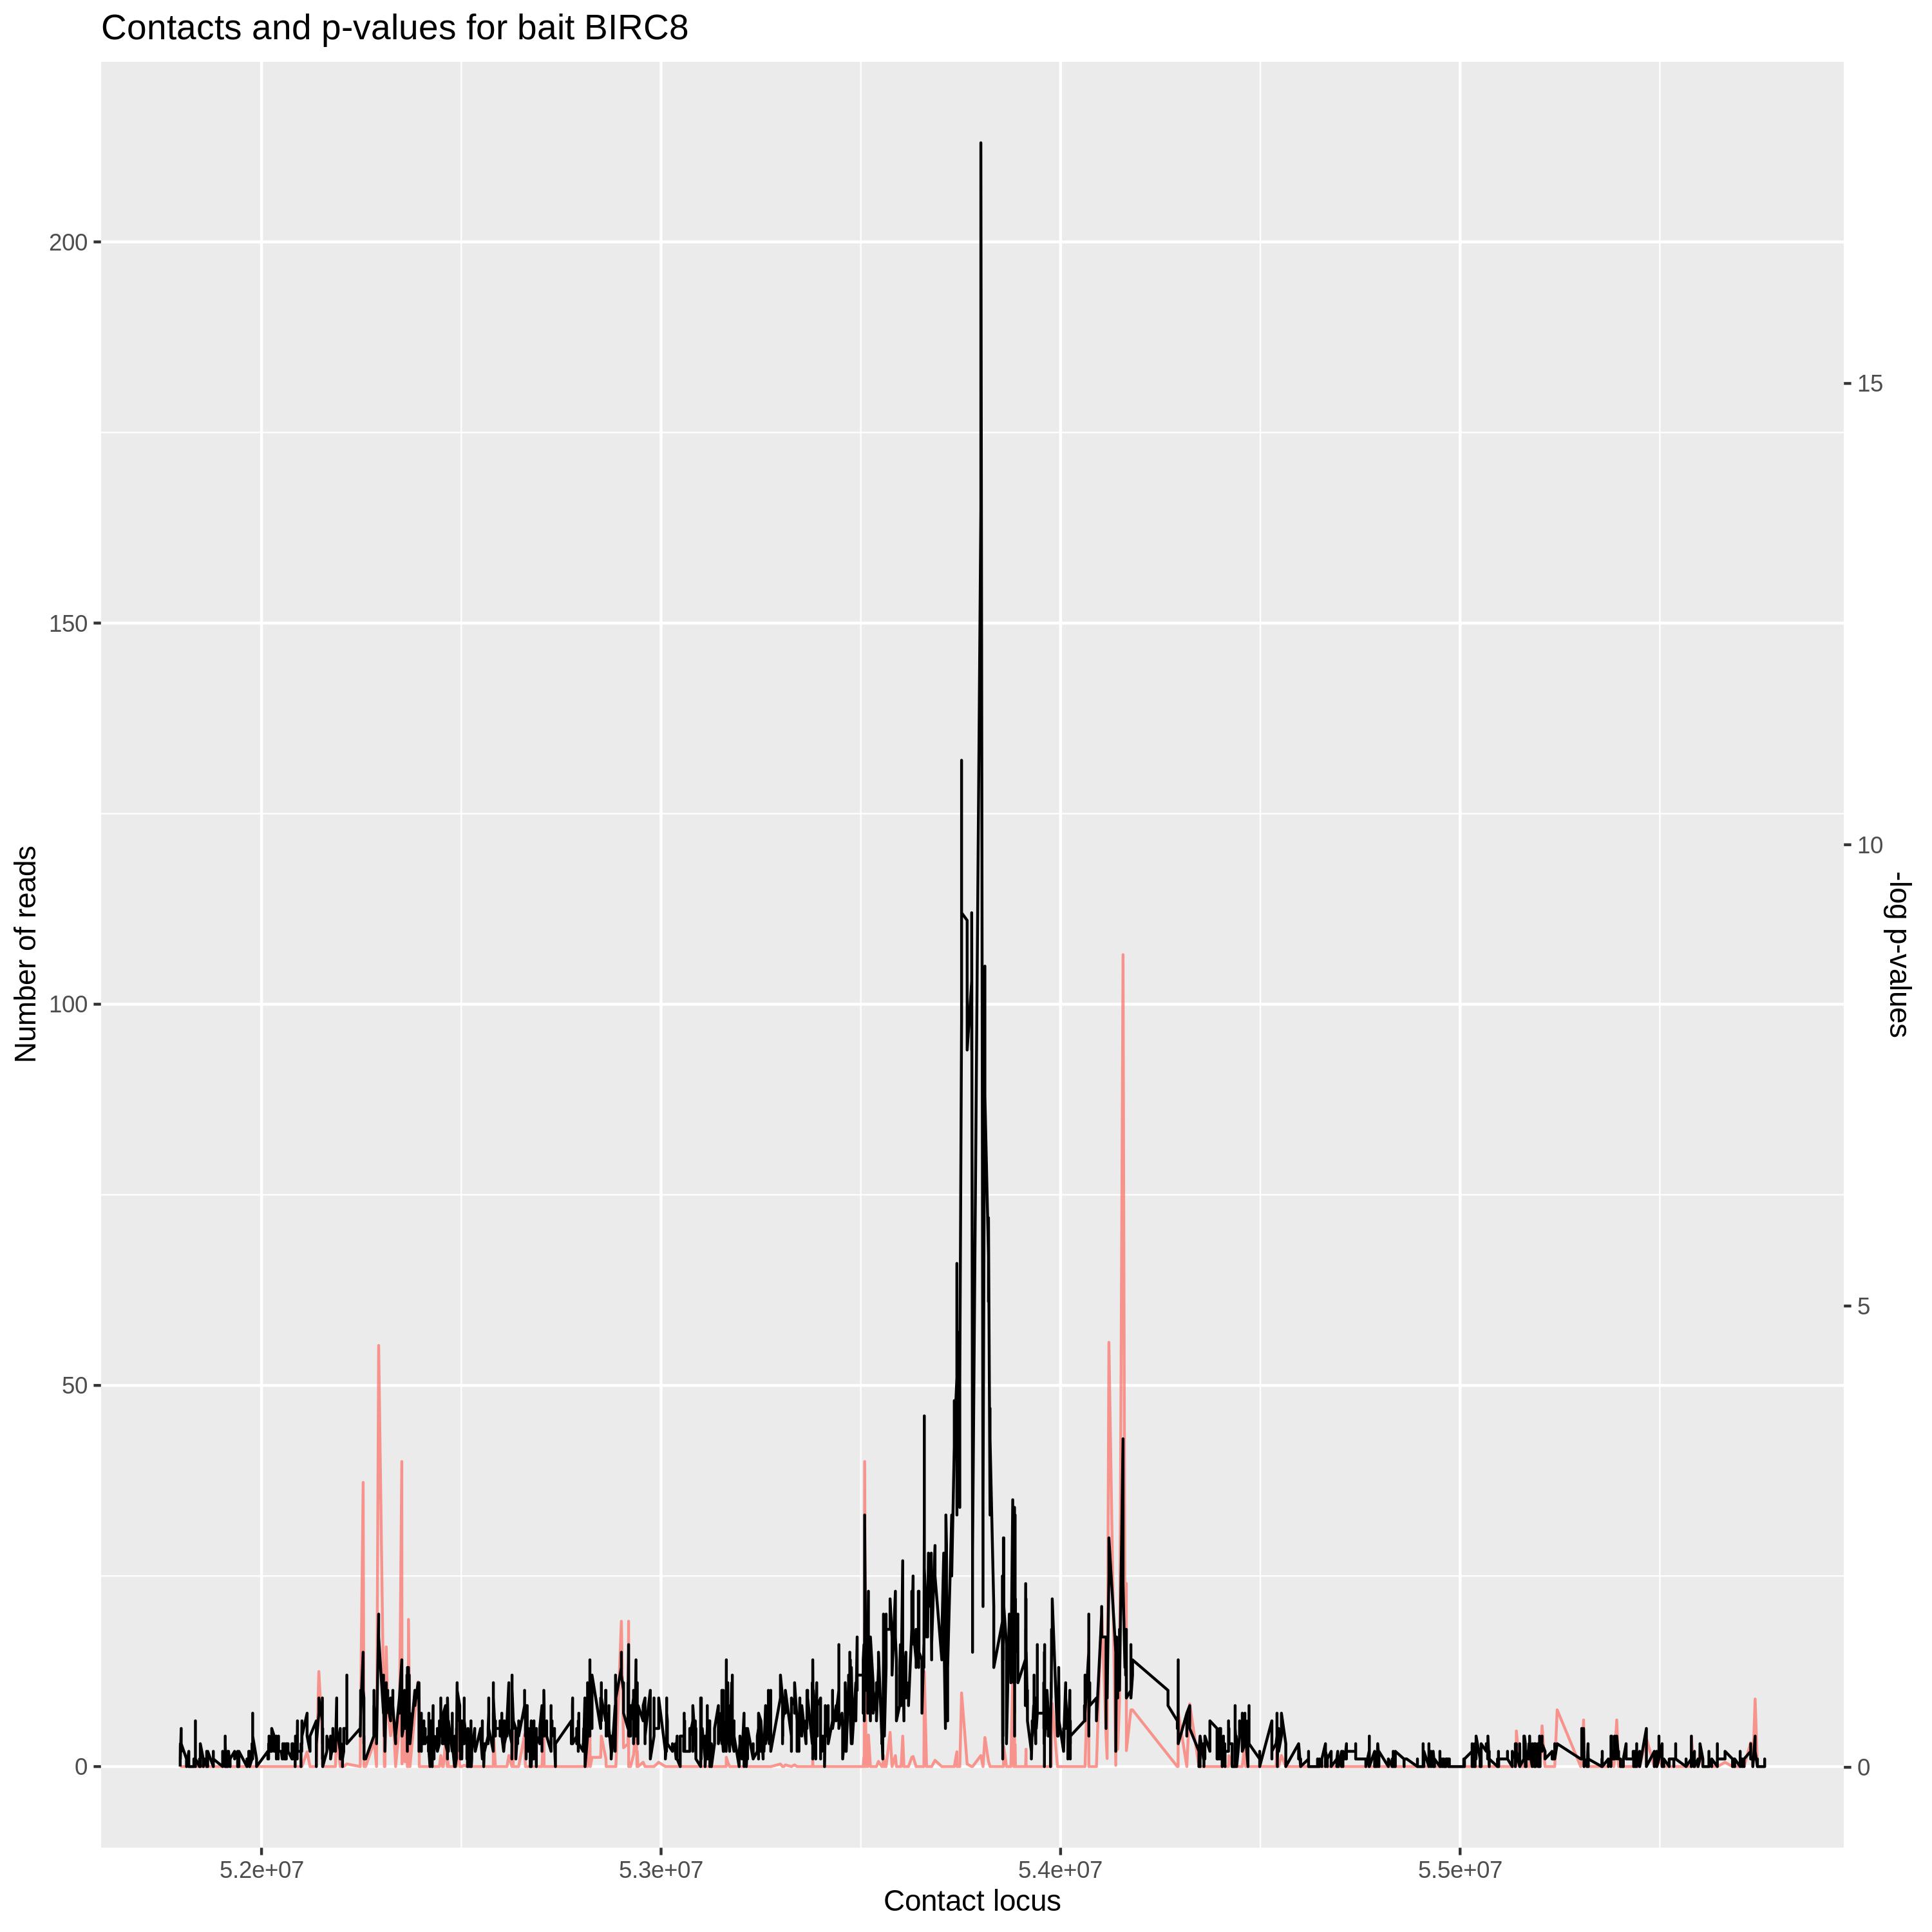 Contacts and p-values for bait BIRC8
200
150
100
50
0
Number of reads
15
10
5
0
-log p-values
5.2e+07
5.3e+07
5.4e+07
5.5e+07
Contact locus